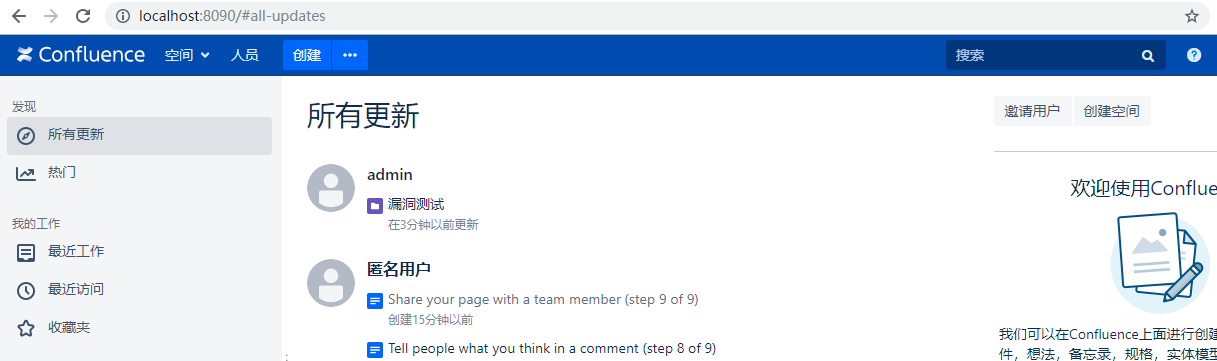 localhost:8090/#all-updates
Confluence 空间 人员 创建 ··· 搜索 ?
发现
所有更新
热门
我的工作
最近工作
最近访问
收藏夹
所有更新
admin
漏洞测试
在3分钟以前更新
匿名用户
Share your page with a team member (step 9 of 9)
创建15分钟以前
Tell people what you think in a comment (step 8 of 9)
邀请用户 创建空间
欢迎使用Conflue
我们可以在Confluence上面进行创建
件，想法，备忘录，规格，实体模型